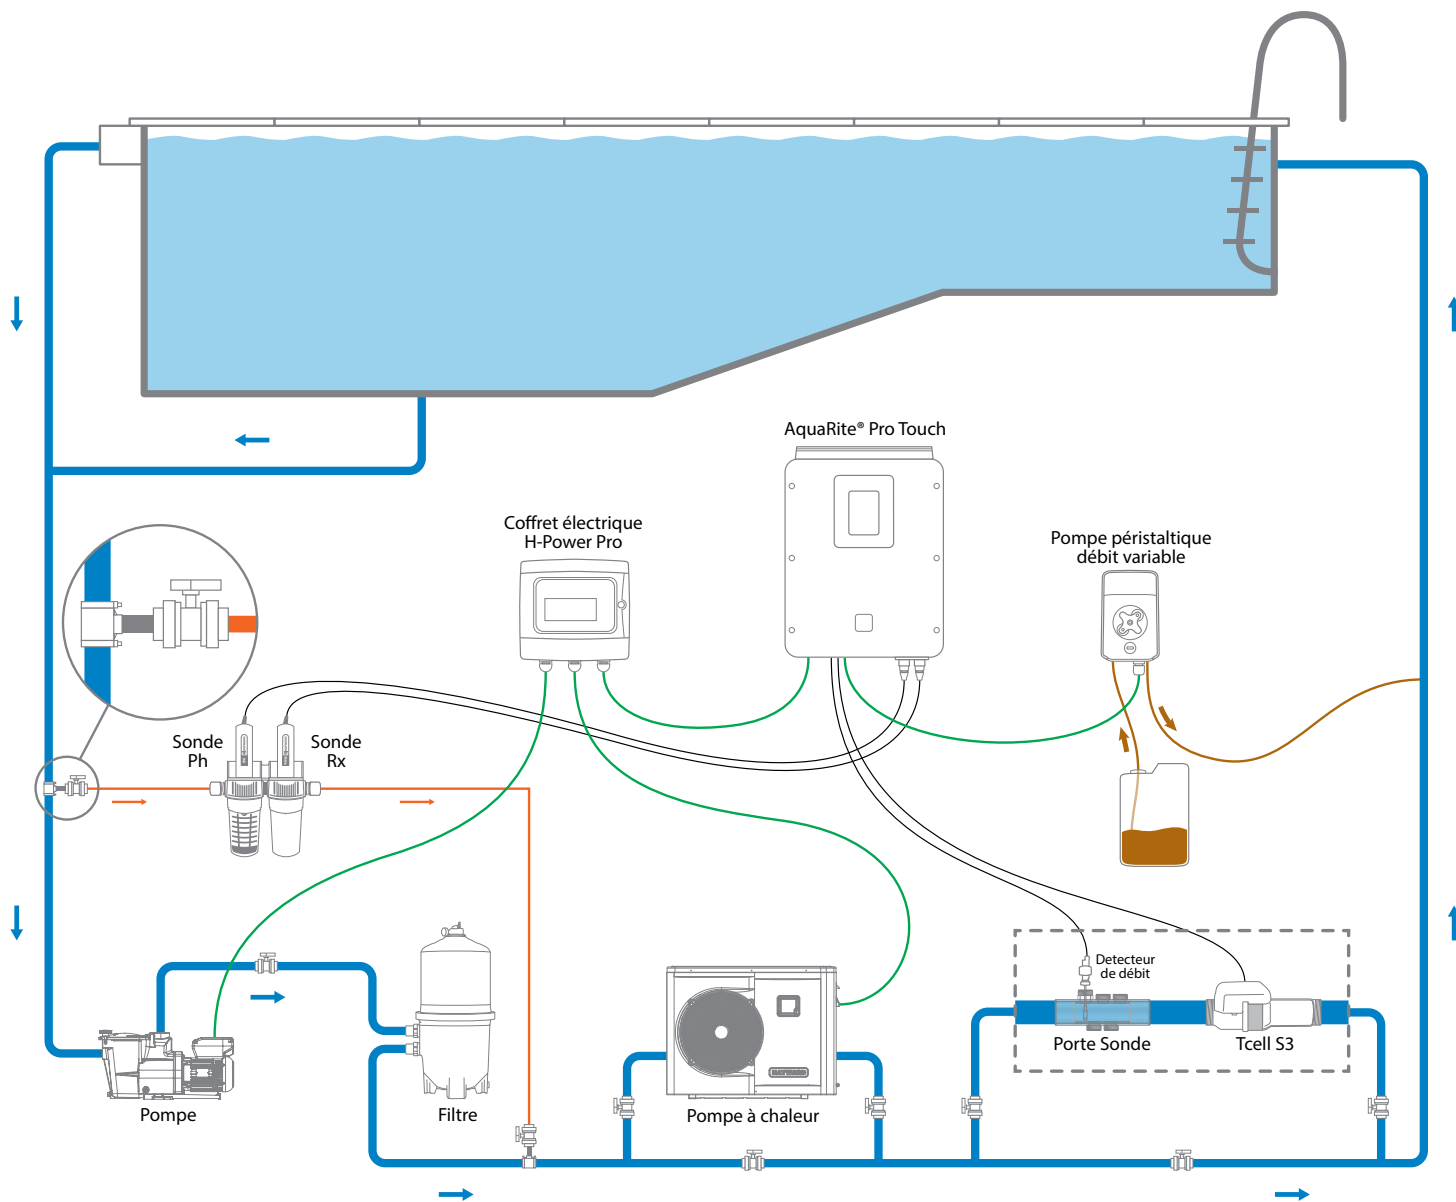 AquaRite® Pro Touch
Coffret électrique
H-Power Pro
Pompe péristaltique
débit variable
Sonde
Ph
Sonde
Rx
Detecteur
de débit
Porte Sonde
Tcell S3
Pompe
Filtre
Pompe à chaleur
HAYWARD